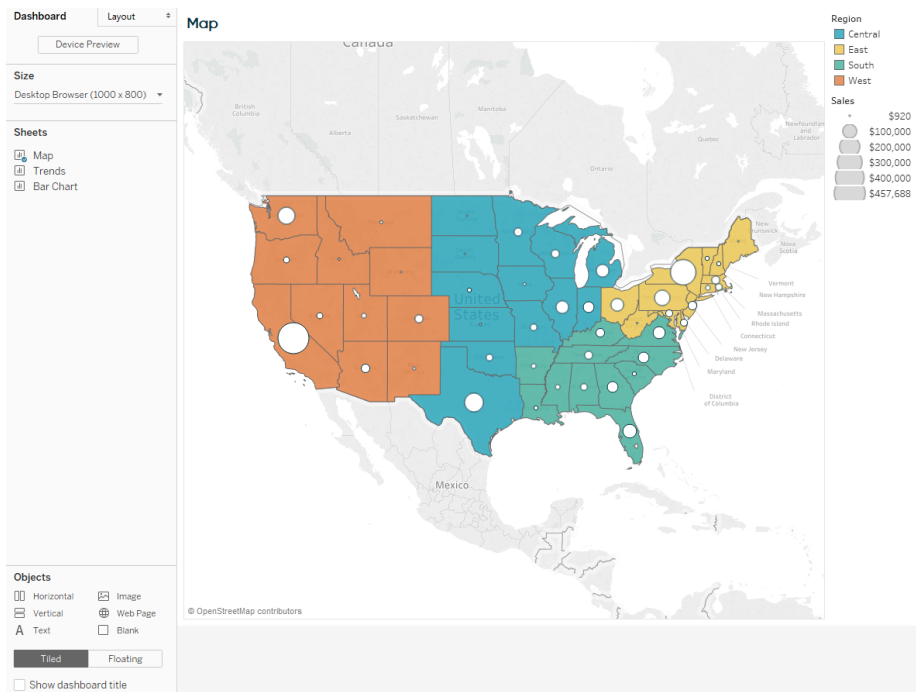 Dashboard
Layout
Device Preview
Size
Desktop Browser (1000 x 800)
Sheets
Map
Trends
Bar Chart
Objects
Horizontal
Image
Vertical
Web Page
A Text
Blank
Tiled
Floating
Show dashboard title
Map
Canada
British
Columbia
Alberta
Saskatchewan
Manitoba
Ontario
Quebec
Newfoundland
and
Labrador
New
Brunswick
Nova
Scotia
United
States
Vermont
New Hampshire
Massachusetts
Rhode Island
Connecticut
New Jersey
Delaware
Maryland
District
of Columbia
Mexico
© OpenStreetMap contributors
Region
Central
East
South
West
Sales
$920
$100,000
$200,000
$300,000
$400,000
$457,688